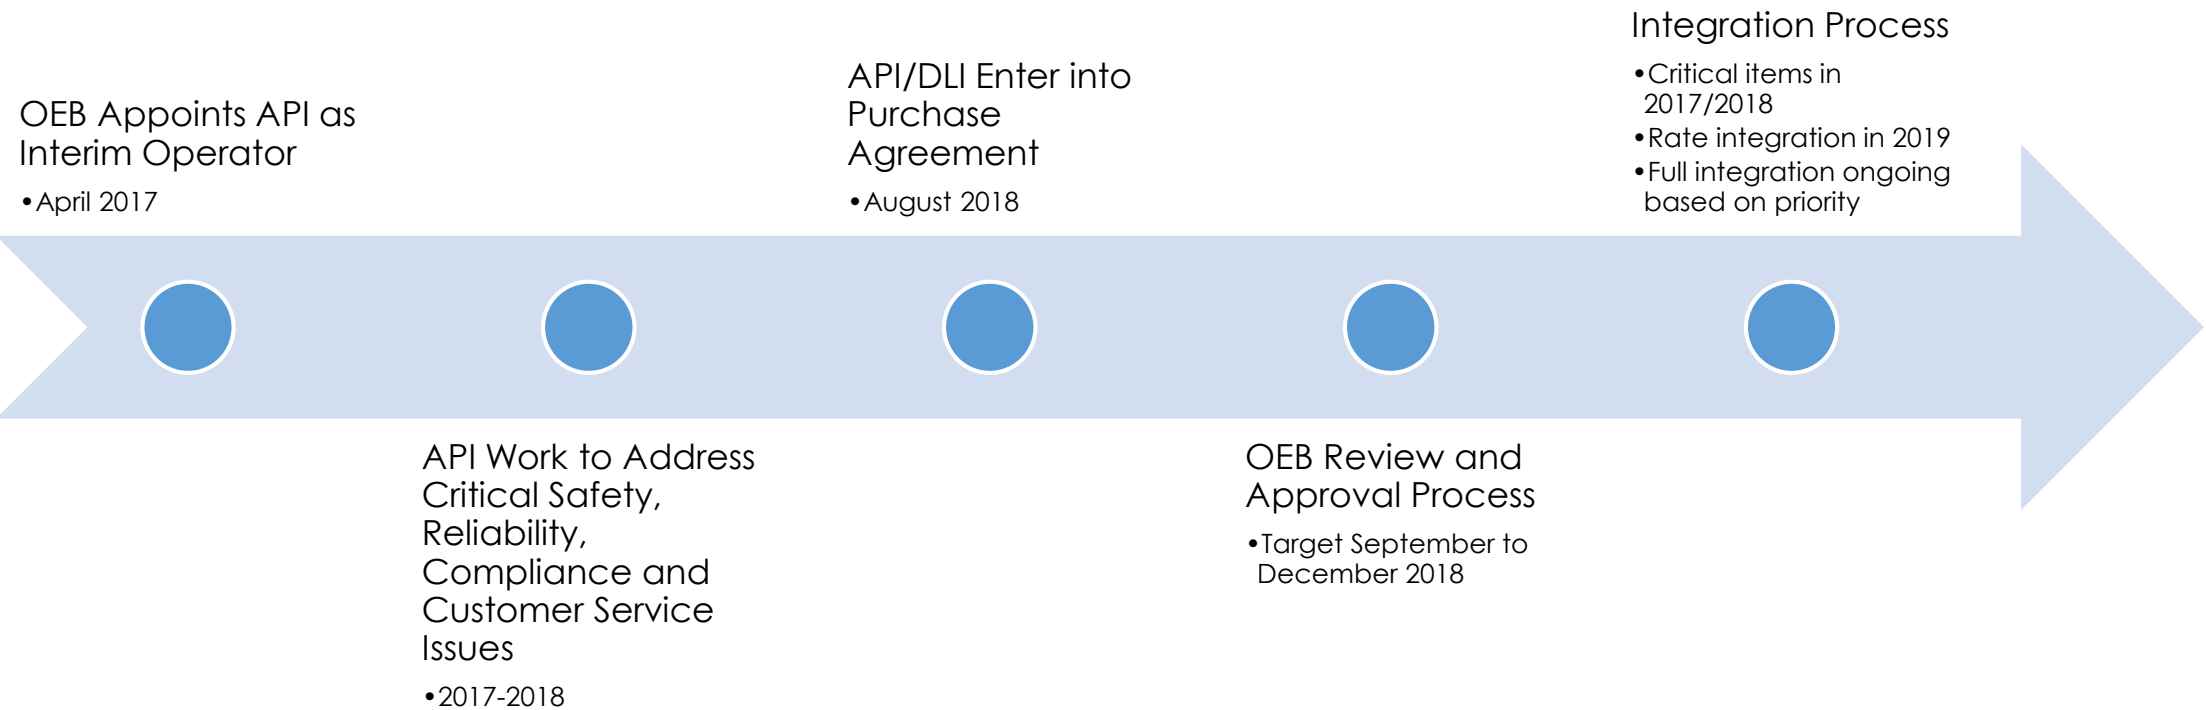 OEB Appoints API as
Interim Operator
•April 2017
API Work to Address
Critical Safety,
Reliability,
Compliance and
Customer Service
Issues
•2017-2018
API/DLI Enter into
Purchase
Agreement
•August 2018
OEB Review and
Approval Process
•Target September to
December 2018
Integration Process
•Critical items in
2017/2018
•Rate integration in 2019
•Full integration ongoing
based on priority